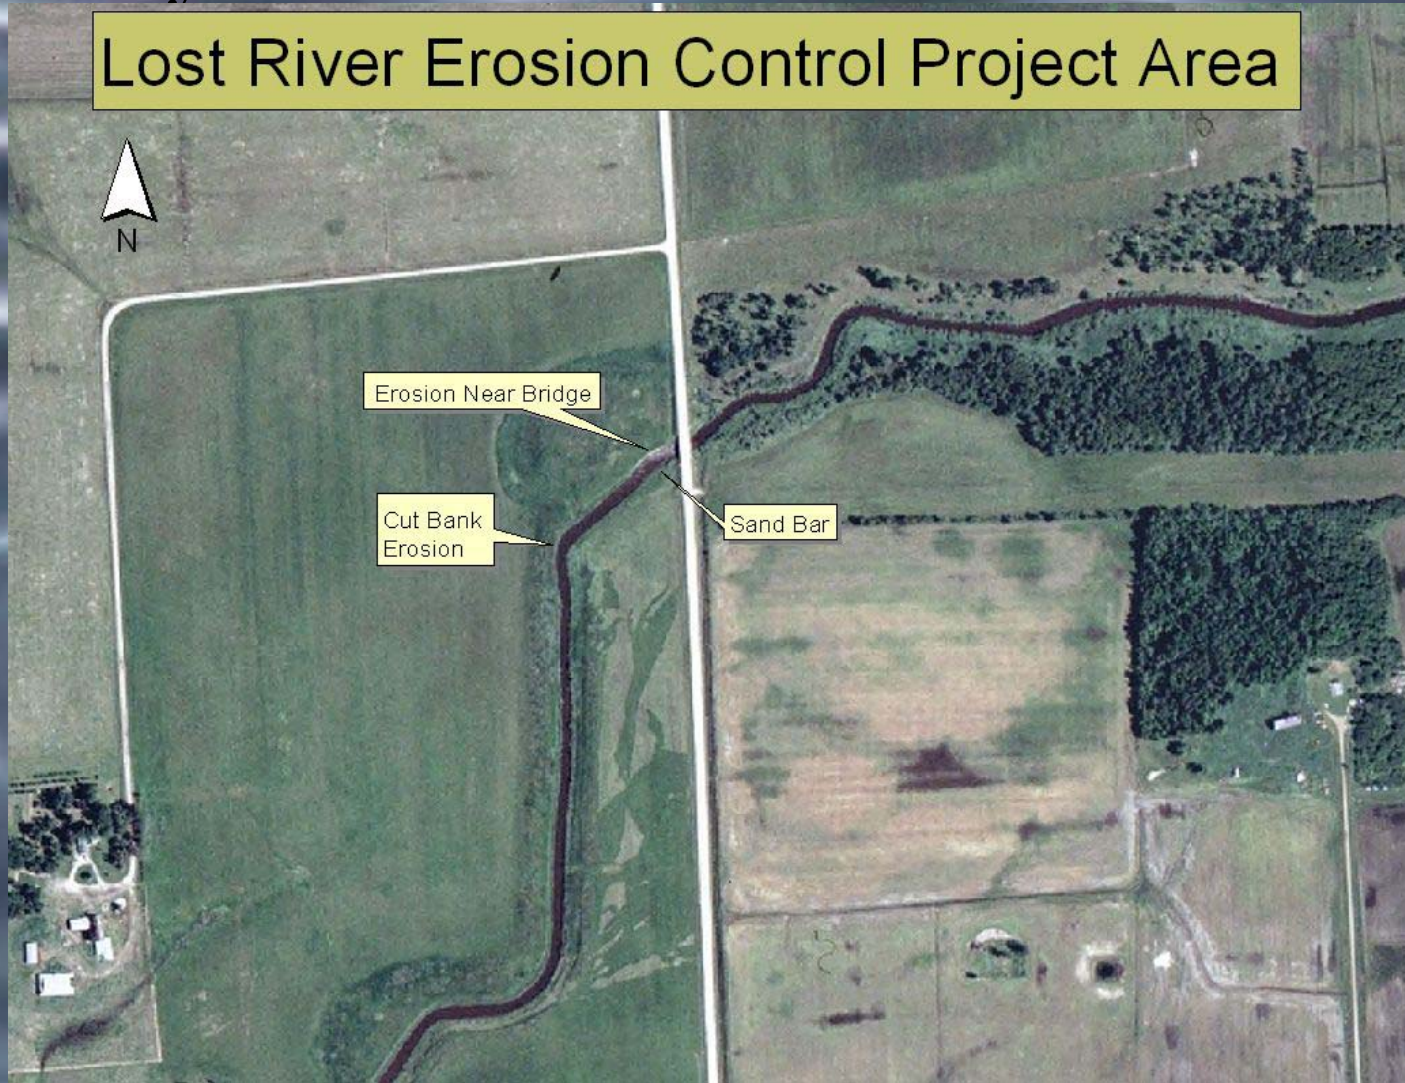 Lost River Erosion Control Project Area
N
Erosion Near Bridge
Cut Bank
Erosion
Sand Bar